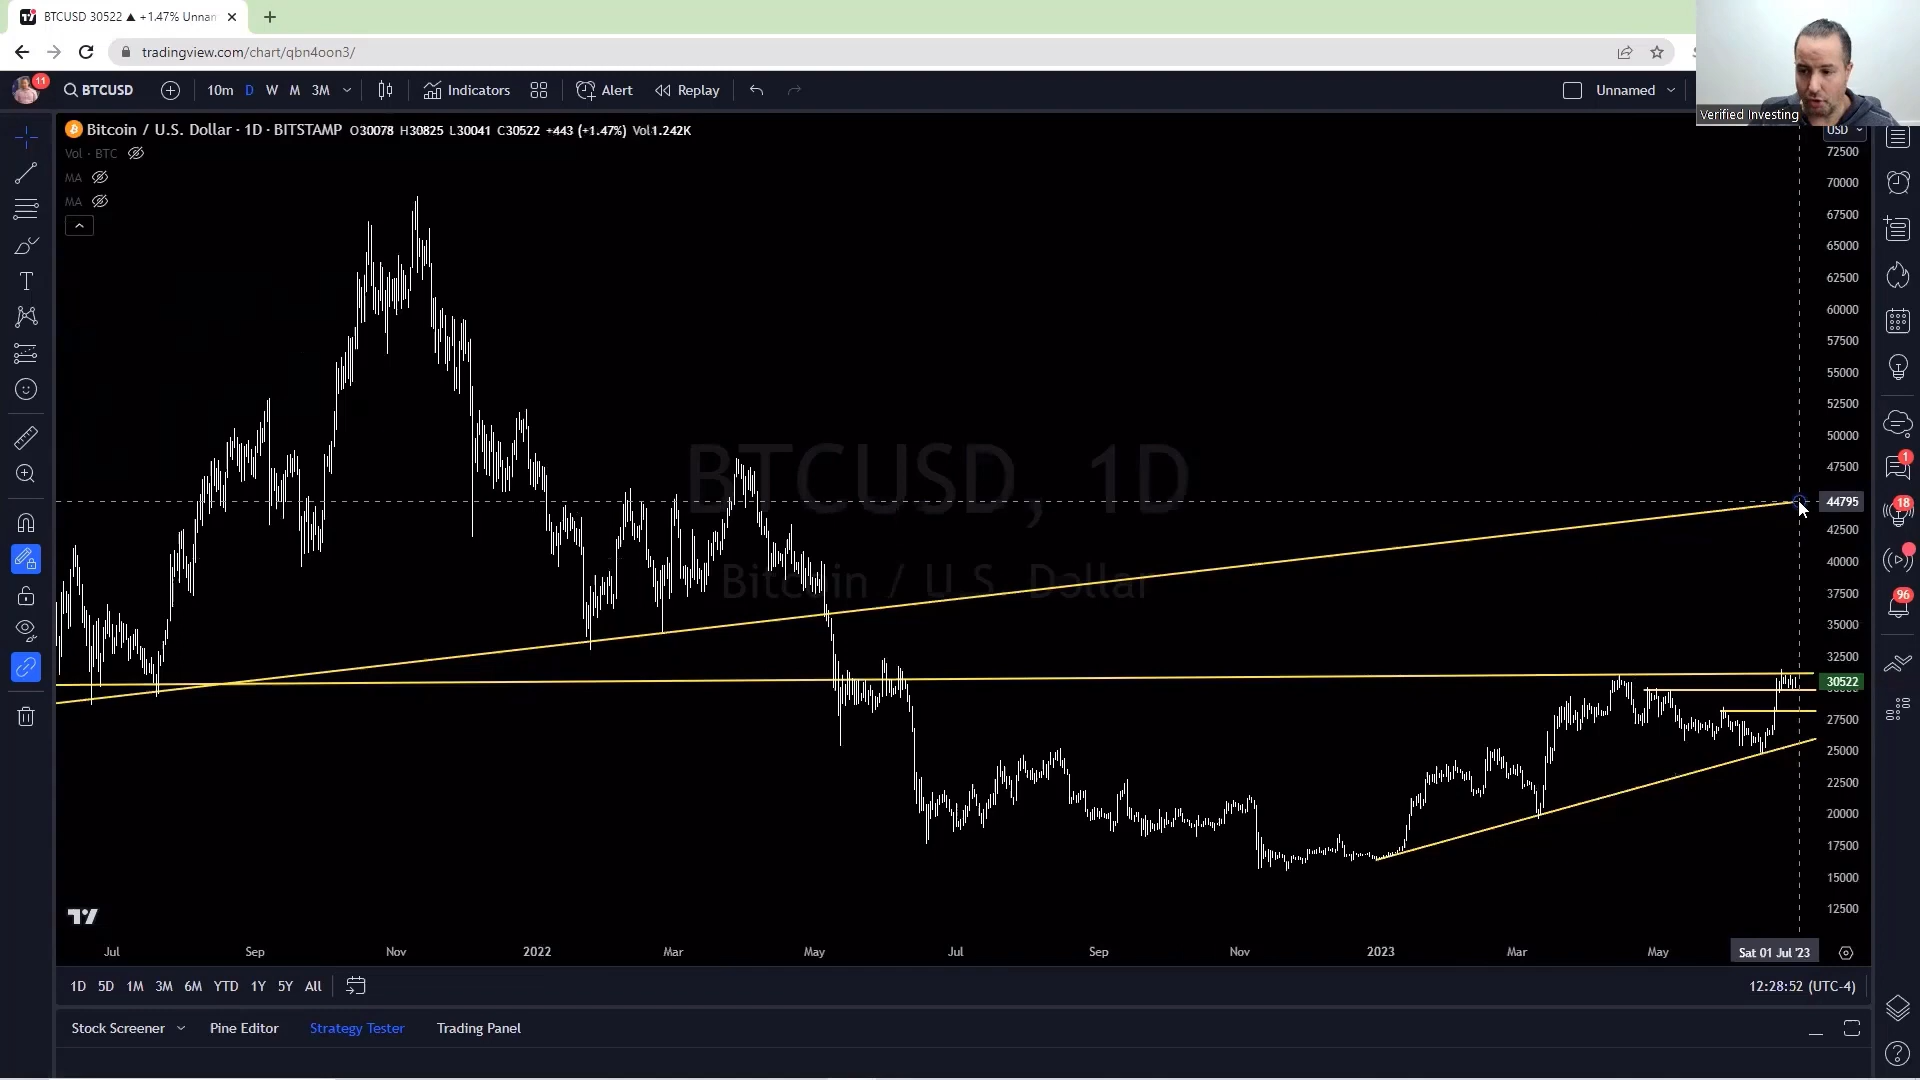 BTCUSD 30522 ▲ +1.47% Unnan
tradingview.com/chart/qbn4oon3/
11
BTCUSD
10m D W M 3M
Indicators
Alert
Replay
Unnamed
Verified Investing
Bitcoin / U.S. Dollar · 1D · BITSTAMP O30078 H30825 L30041 C30522 +443 (+1.47%) Vol1.242K
USD
Vol · BTC
MA
MA
72500
70000
67500
65000
62500
60000
57500
55000
52500
50000
47500
44795
42500
40000
37500
35000
32500
30522
27500
25000
22500
20000
17500
15000
12500
BTCUSD, 1D
Bitcoin / U.S. Dollar
1
18
96
Jul Sep Nov 2022 Mar May Jul Sep Nov 2023 Mar May Sat 01 Jul '23
1D 5D 1M 3M 6M YTD 1Y 5Y All
12:28:52 (UTC-4)
Stock Screener Pine Editor Strategy Tester Trading Panel